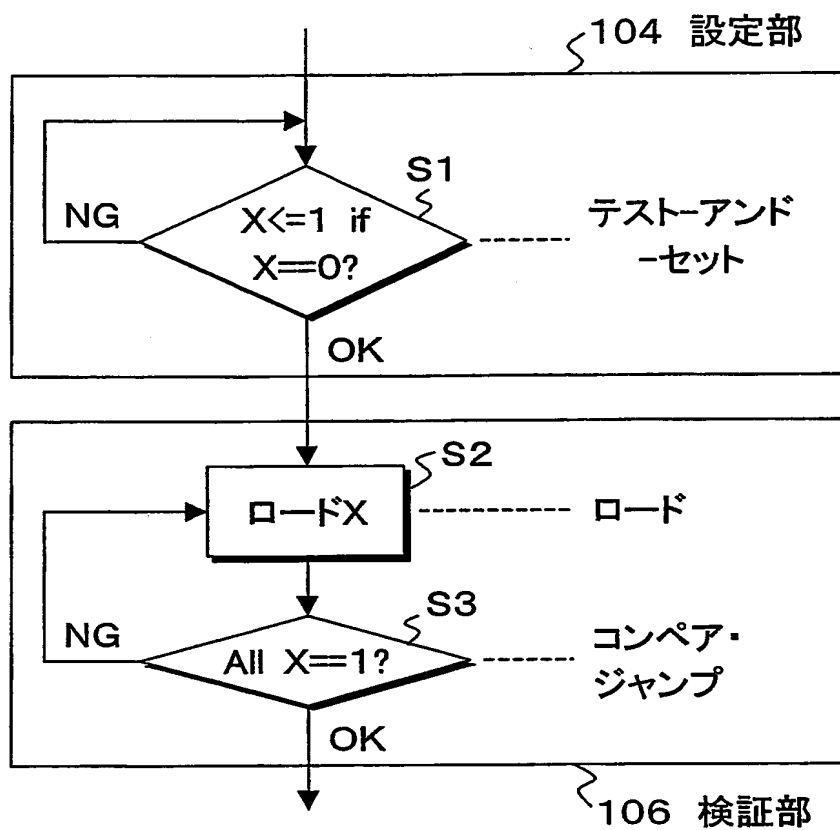 104 設定部
S1
NG
X<=1 if
X==0?
テスト-アンド
-セット
OK
S2
ロードX
ロード
S3
NG
All X==1?
コンペア・
ジャンプ
OK
106 検証部